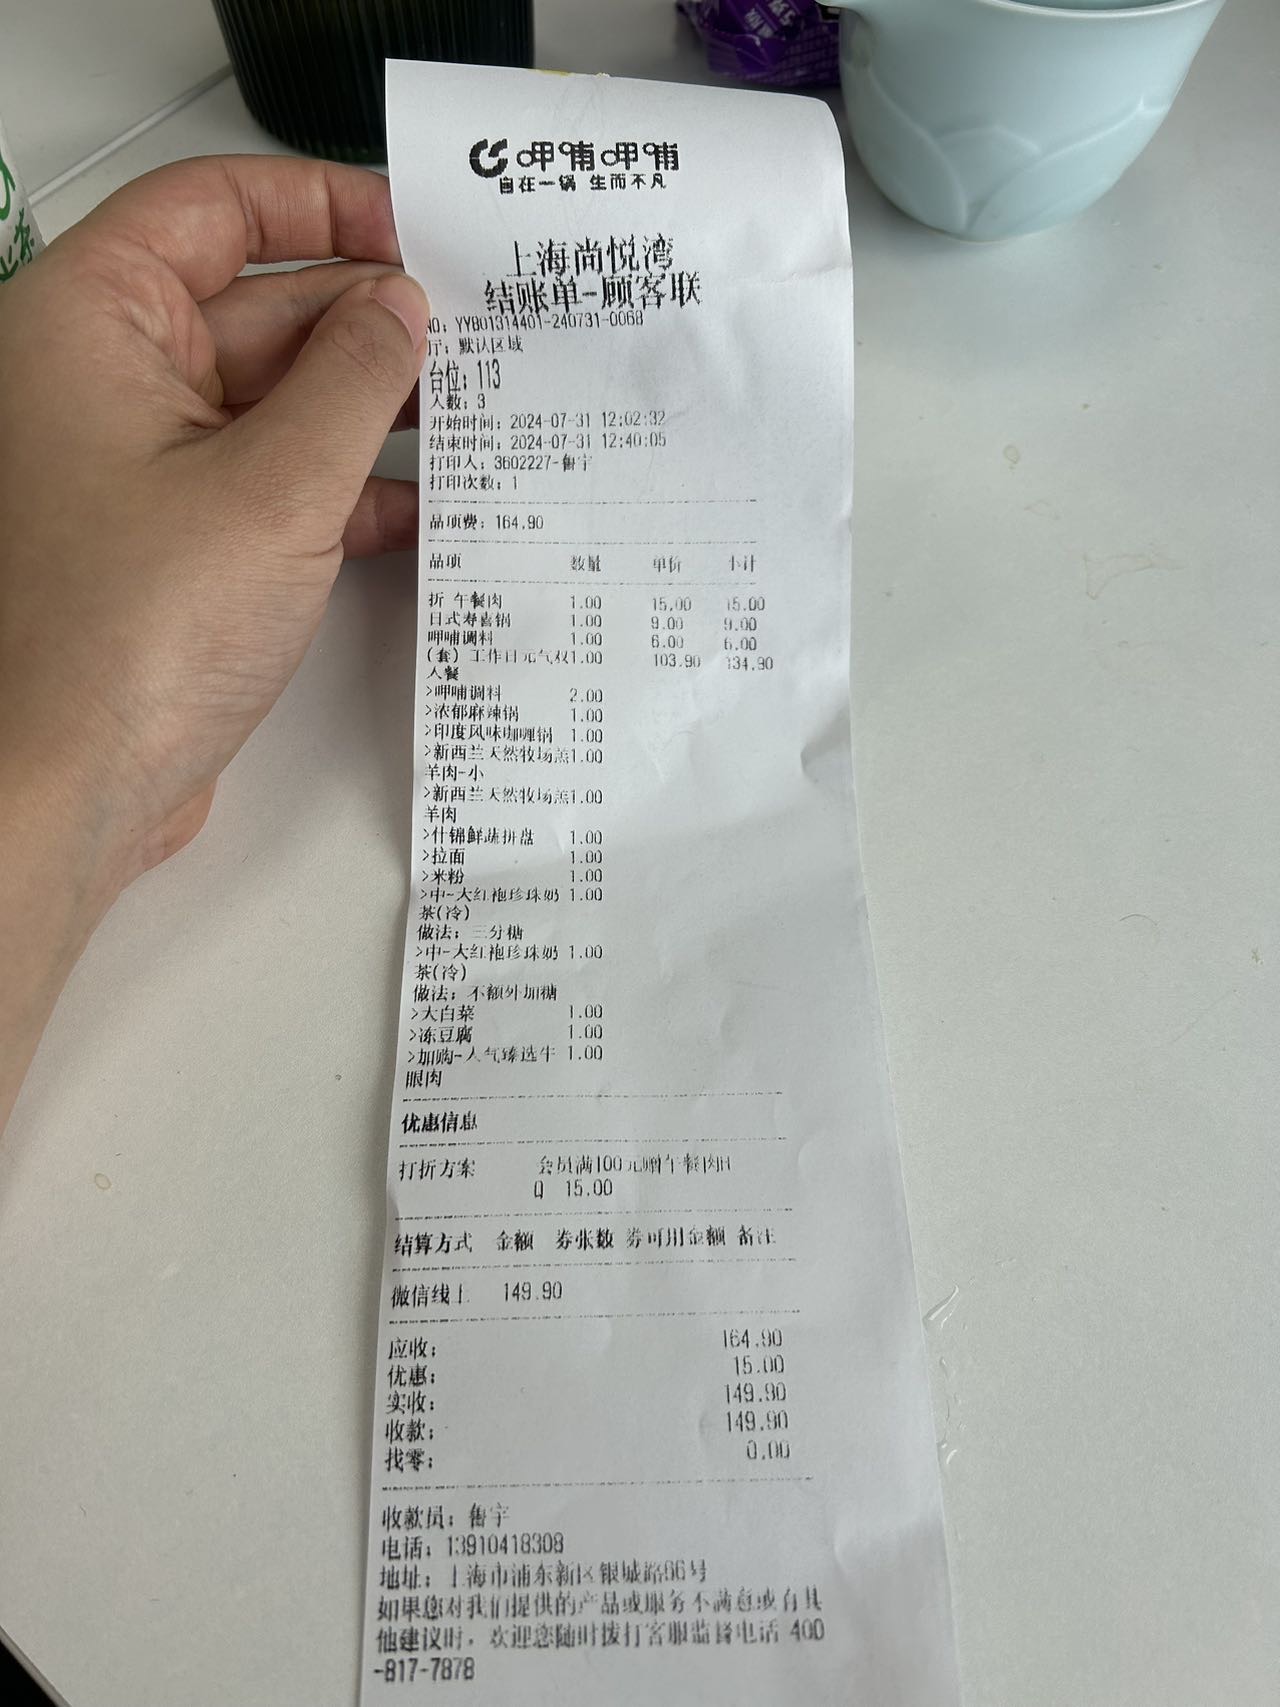 呷哺呷哺
自在一锅 生而不凡
上海尚悦湾
结账单-顾客联
NO: YY801314401-240731-0068
厅: 默认区域
台位: 113
人数: 3
开始时间: 2024-07-31 12:02:32
结束时间: 2024-07-31 12:40:05
打印人: 3602227-鲁宇
打印次数: 1
品项费: 164.90
品项 数量 单价 小计
折 午餐肉 1.00 15.00 15.00
日式寿喜锅 1.00 9.00 9.00
呷哺调料 1.00 6.00 6.00
(套) 工作日元气双1.00 103.90 134.90
人餐
>呷哺调料 2.00
>浓郁麻辣锅 1.00
>印度风味咖喱锅 1.00
>新西兰天然牧场羔1.00
羊肉-小
>新西兰天然牧场羔1.00
羊肉
>什锦鲜蔬拼盘 1.00
>拉面 1.00
>米粉 1.00
>中-大红袍珍珠奶 1.00
茶(冷)
做法: 三分糖
>中-大红袍珍珠奶 1.00
茶(冷)
做法: 不额外加糖
>大白菜 1.00
>冻豆腐 1.00
>加购-人气臻选牛 1.00
眼肉
优惠信息
打折方案 会员满100元赠午餐肉H
Q 15.00
结算方式 金额 券张数 券可用金额 备注
微信线上 149.90
应收: 164.90
优惠: 15.00
实收: 149.90
收款: 149.90
找零: 0.00
收款员: 鲁宇
电话: 13910418308
地址: 上海市浦东新区银城路66号
如果您对我们提供的产品或服务不满意或有其
他建议时, 欢迎您随时拨打客服监督电话 400
-817-7878